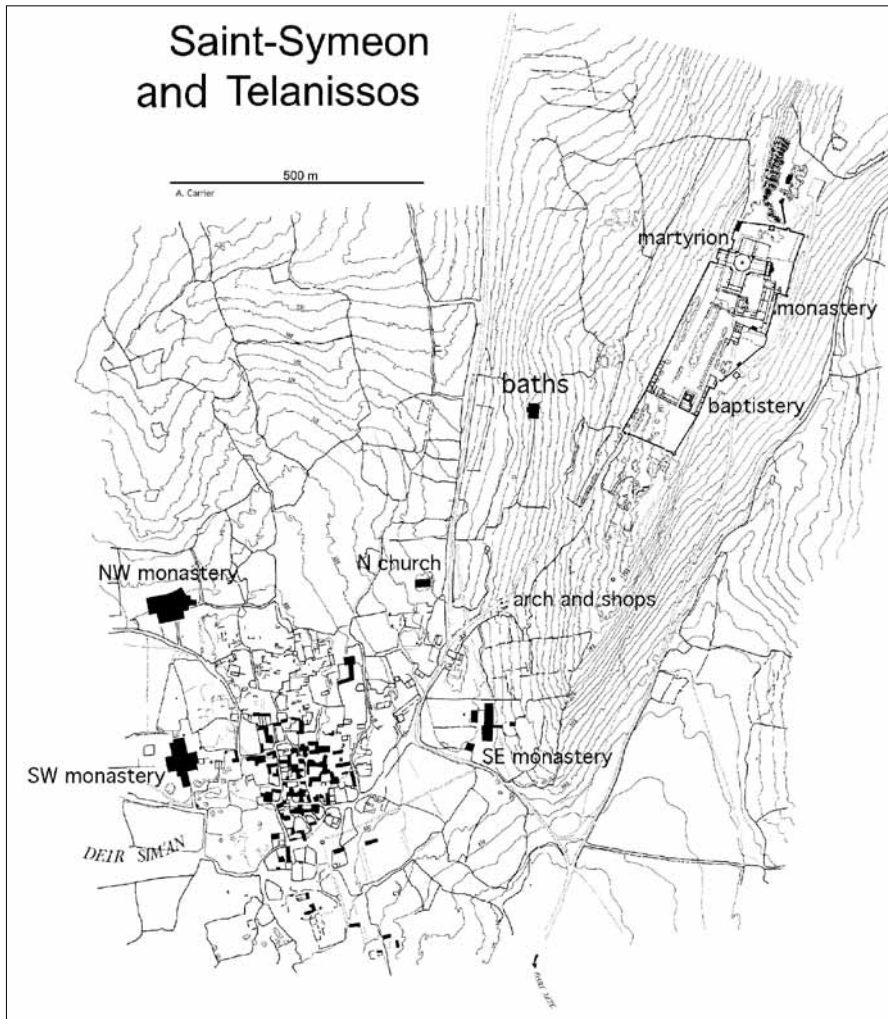 Saint-Symeon
and Telanissos
500 m
A. Carrier
martyrion
monastery
baths
baptistery
NW monastery
N church
arch and shops
SW monastery
SE monastery
DEIR SIM'AN